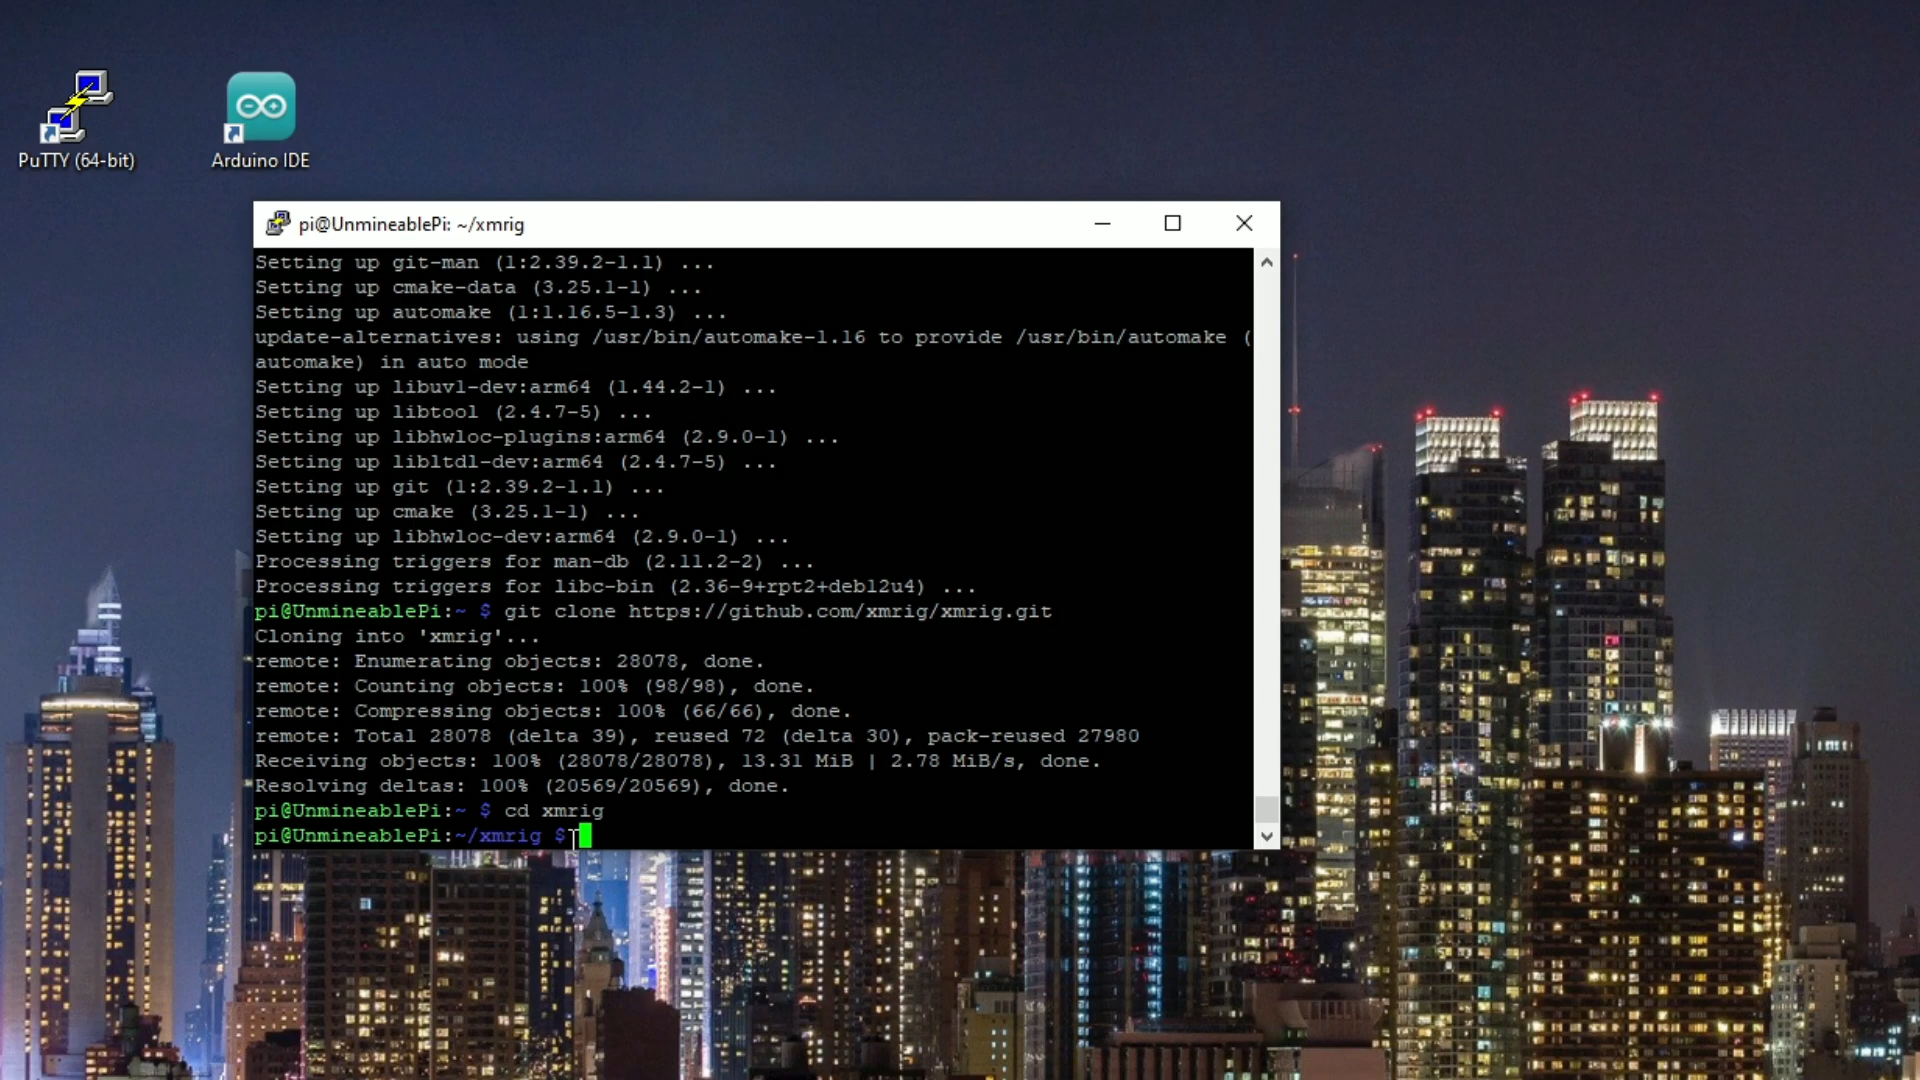 PuTTY (64-bit)
Arduino IDE
pi@UnmineablePi: ~/xmrig
Setting up git-man (1:2.39.2-1.1) ...
Setting up cmake-data (3.25.1-1) ...
Setting up automake (1:1.16.5-1.3) ...
update-alternatives: using /usr/bin/automake-1.16 to provide /usr/bin/automake (
automake) in auto mode
Setting up libuv1-dev:arm64 (1.44.2-1) ...
Setting up libtool (2.4.7-5) ...
Setting up libhwloc-plugins:arm64 (2.9.0-1) ...
Setting up libltdl-dev:arm64 (2.4.7-5) ...
Setting up git (1:2.39.2-1.1) ...
Setting up cmake (3.25.1-1) ...
Setting up libhwloc-dev:arm64 (2.9.0-1) ...
Processing triggers for man-db (2.11.2-2) ...
Processing triggers for libc-bin (2.36-9+rpt2+deb12u4) ...
pi@UnmineablePi:~ $ git clone https://github.com/xmrig/xmrig.git
Cloning into 'xmrig'...
remote: Enumerating objects: 28078, done.
remote: Counting objects: 100% (98/98), done.
remote: Compressing objects: 100% (66/66), done.
remote: Total 28078 (delta 39), reused 72 (delta 30), pack-reused 27980
Receiving objects: 100% (28078/28078), 13.31 MiB | 2.78 MiB/s, done.
Resolving deltas: 100% (20569/20569), done.
pi@UnmineablePi:~ $ cd xmrig
pi@UnmineablePi:~/xmrig $